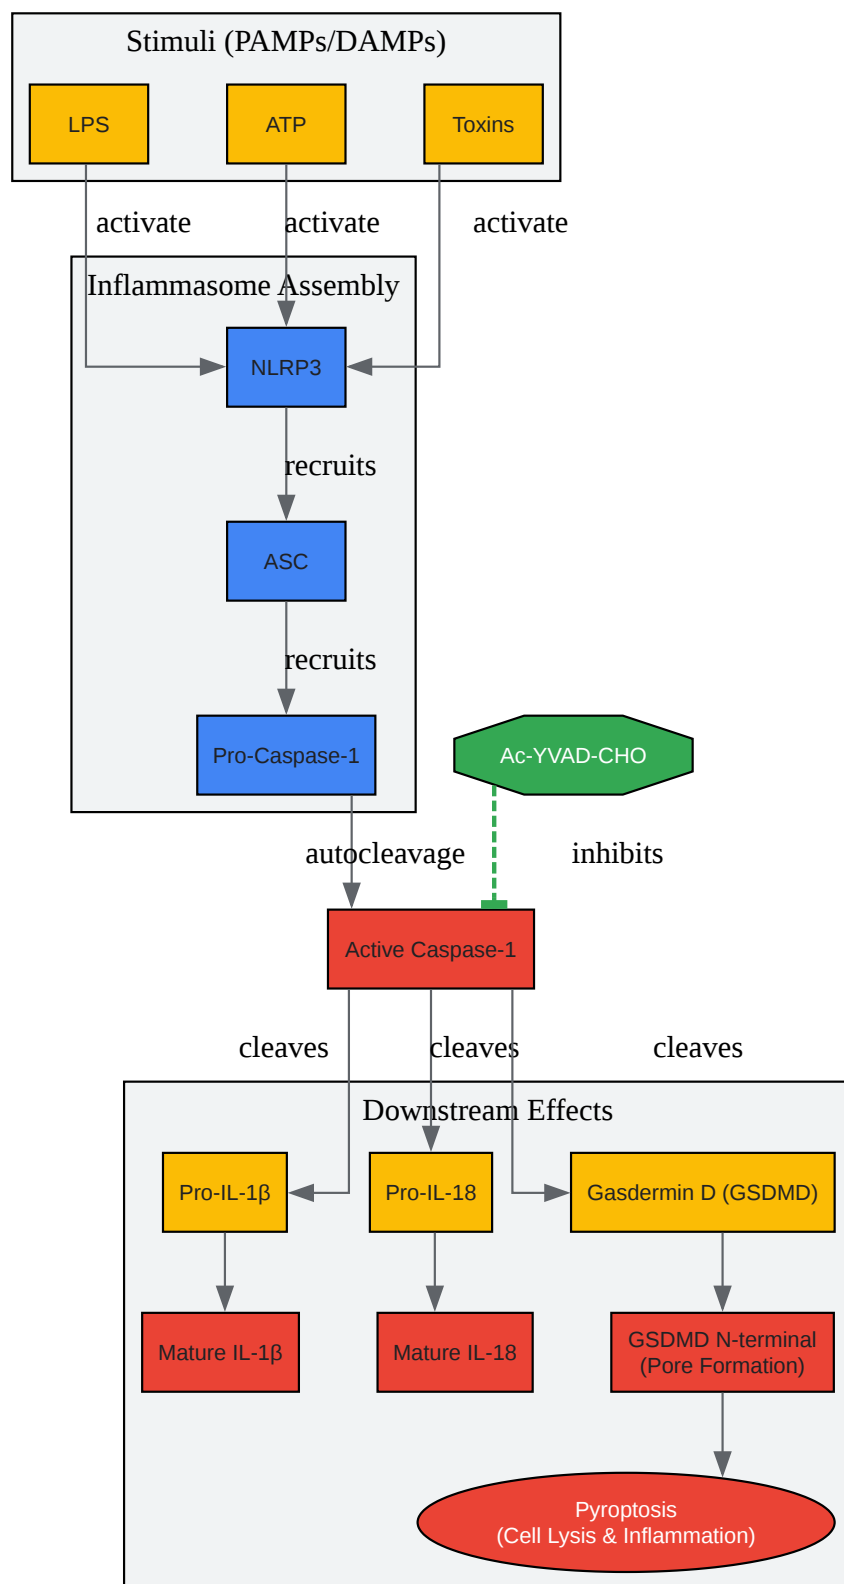 Stimuli (PAMPs/DAMPs)
LPS
ATP
Toxins
activate
activate
activate
Inflammasome Assembly
NLRP3
recruits
ASC
recruits
Pro-Caspase-1
Ac-YVAD-CHO
autocleavage
inhibits
Active Caspase-1
cleaves
cleaves
cleaves
Downstream Effects
Pro-IL-1β
Pro-IL-18
Gasdermin D (GSDMD)
Mature IL-1β
Mature IL-18
GSDMD N-terminal
(Pore Formation)
Pyroptosis
(Cell Lysis & Inflammation)